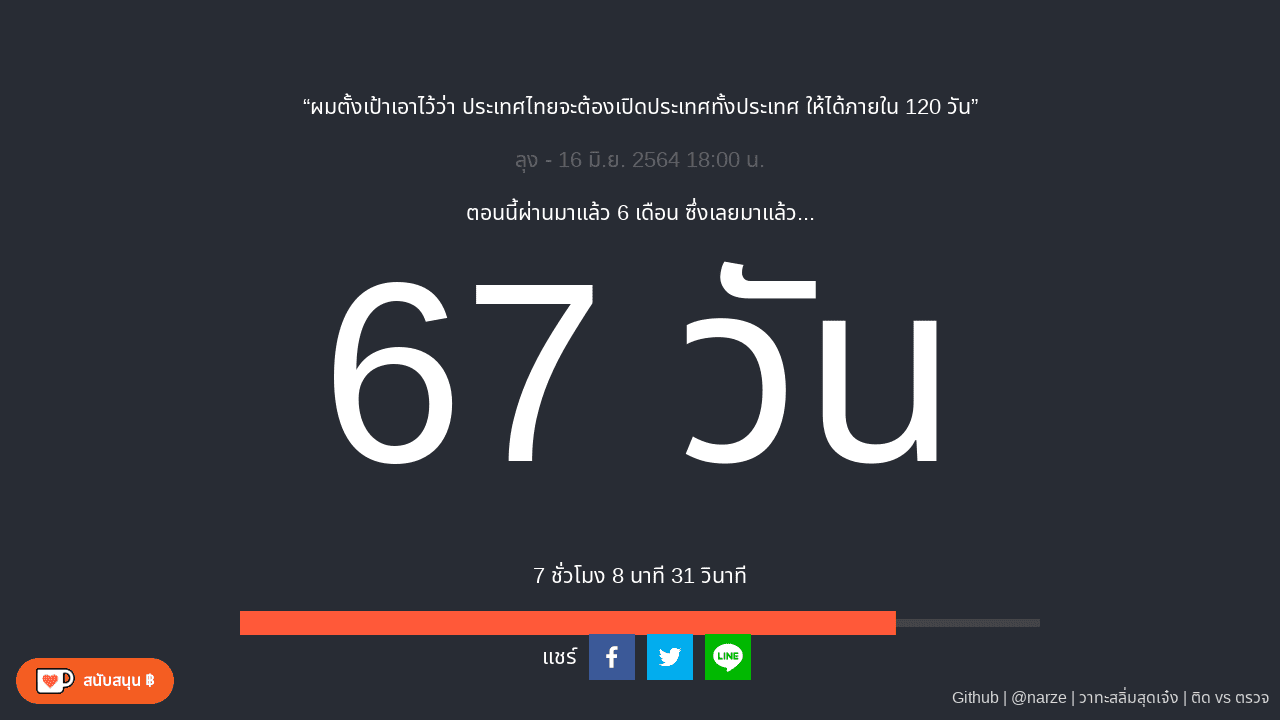 “ผมตั้งเป้าเอาไว้ว่า ประเทศไทยจะต้องเปิดประเทศทั้งประเทศ ให้ได้ภายใน 120 วัน”
ลุง - 16 มิ.ย. 2564 18:00 น.
ตอนนี้ผ่านมาแล้ว 6 เดือน ซึ่งเลยมาแล้ว...
67 วัน
7 ชั่วโมง 8 นาที 31 วินาที
แชร์
LINE
สนับสนุน ฿
Github | @narze | วาทะสลิ่มสุดเจ๋ง | ติด vs ตรวจ